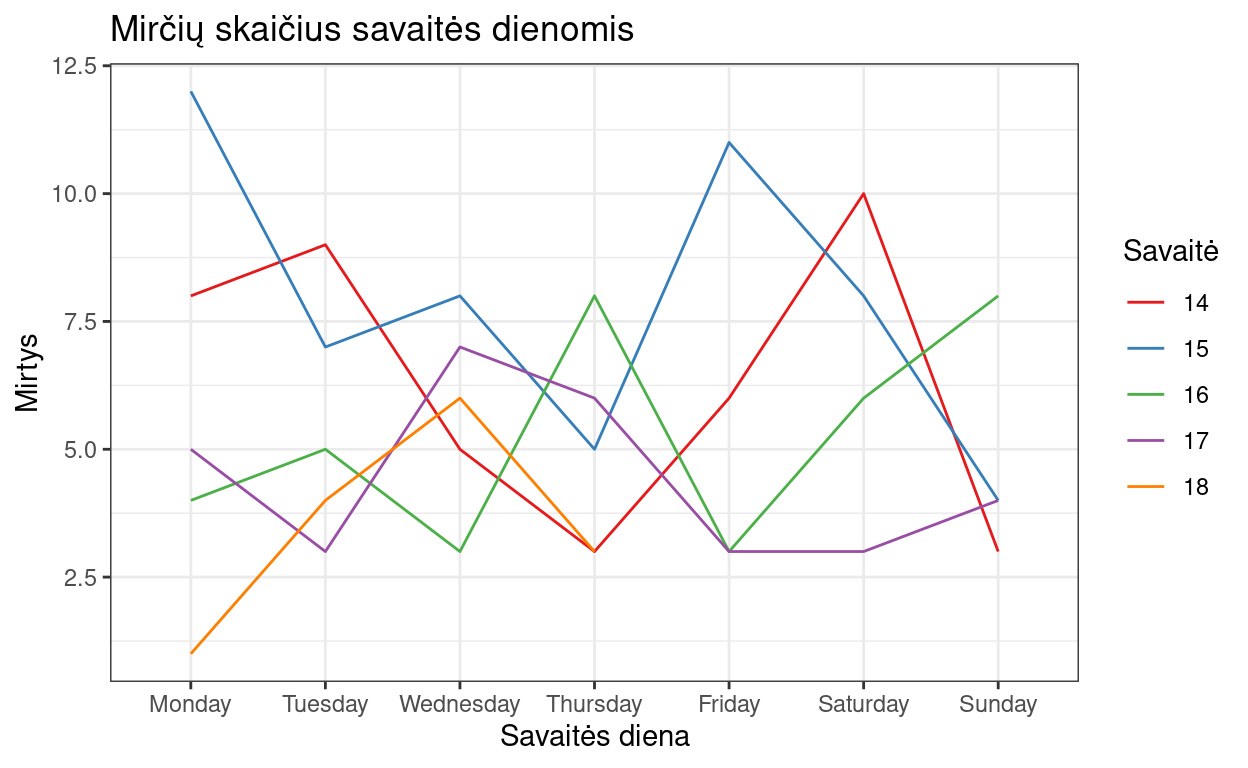 Mirčių skaičius savaitės dienomis
12.5
10.0
7.5
5.0
2.5
Mirtys
Monday Tuesday Wednesday Thursday Friday Saturday Sunday
Savaitės diena
Savaitė
14
15
16
17
18